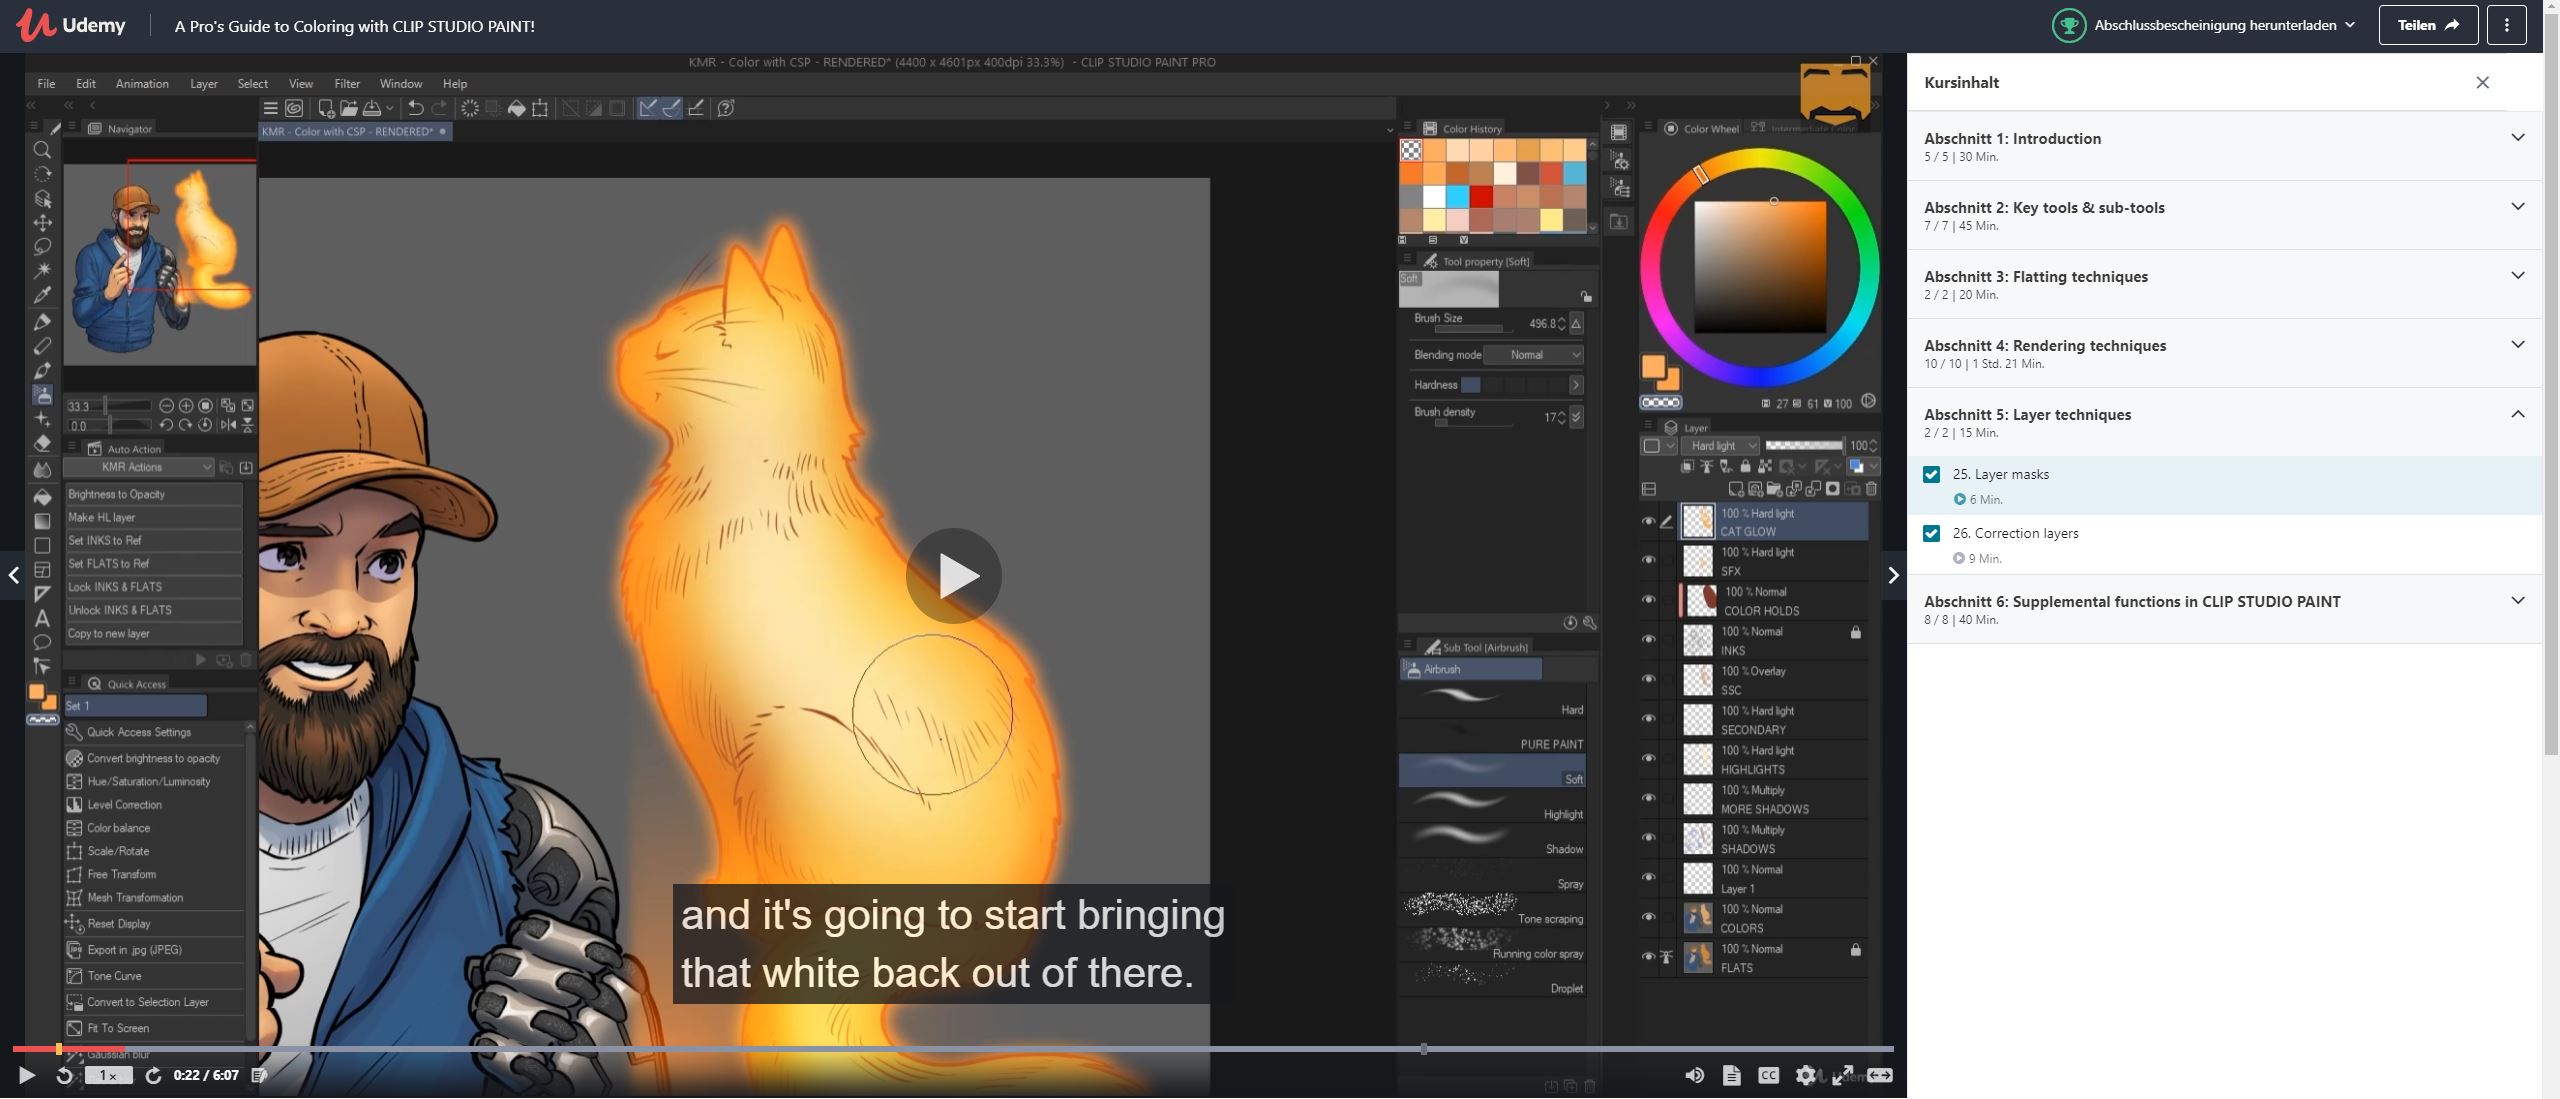 Udemy
A Pro's Guide to Coloring with CLIP STUDIO PAINT!
Abschlussbescheinigung herunterladen
Teilen
KMR - Color with CSP - RENDERED* (4400 x 4601px 400dpi 33.3%) - CLIP STUDIO PAINT PRO
File Edit Animation Layer Select View Filter Window Help
Navigator
KMR - Color with CSP - RENDERED*
33.3
0.0
Auto Action
KMR Actions
Brightness to Opacity
Make HL layer
Set INKS to Ref
Set FLATS to Ref
Lock INKS & FLATS
Unlock INKS & FLATS
Copy to new layer
Quick Access
Set 1
Quick Access Settings
Convert brightness to opacity
Hue/Saturation/Luminosity
Level Correction
Color balance
Scale/Rotate
Free Transform
Mesh Transformation
Reset Display
Export in .jpg (JPEG)
Tone Curve
Convert to Selection Layer
Fit To Screen
Gaussian blur
and it's going to start bringing
that white back out of there.
Color History
Tool property [Soft]
Soft
Brush Size 496.8
Blending mode Normal
Hardness
Brush density 17
Sub Tool [Airbrush]
Airbrush
Hard
PURE PAINT
Soft
Highlight
Shadow
Spray
Tone scraping
Running color spray
Droplet
Color Wheel
Intermediate Color
H 27 S 61 V 100
Layer
Hard light 100
100 % Hard light
CAT GLOW
100 % Hard light
SFX
100 % Normal
COLOR HOLDS
100 % Normal
INKS
100 % Overlay
SSC
100 % Hard light
SECONDARY
100 % Hard light
HIGHLIGHTS
100 % Multiply
MORE SHADOWS
100 % Multiply
SHADOWS
100 % Normal
Layer 1
100 % Normal
COLORS
100 % Normal
FLATS
1x
0:22 / 6:07
CC
Udemy
Kursinhalt
Abschnitt 1: Introduction
5 / 5 | 30 Min.
Abschnitt 2: Key tools & sub-tools
7 / 7 | 45 Min.
Abschnitt 3: Flatting techniques
2 / 2 | 20 Min.
Abschnitt 4: Rendering techniques
10 / 10 | 1 Std. 21 Min.
Abschnitt 5: Layer techniques
2 / 2 | 15 Min.
25. Layer masks
6 Min.
26. Correction layers
9 Min.
Abschnitt 6: Supplemental functions in CLIP STUDIO PAINT
8 / 8 | 40 Min.